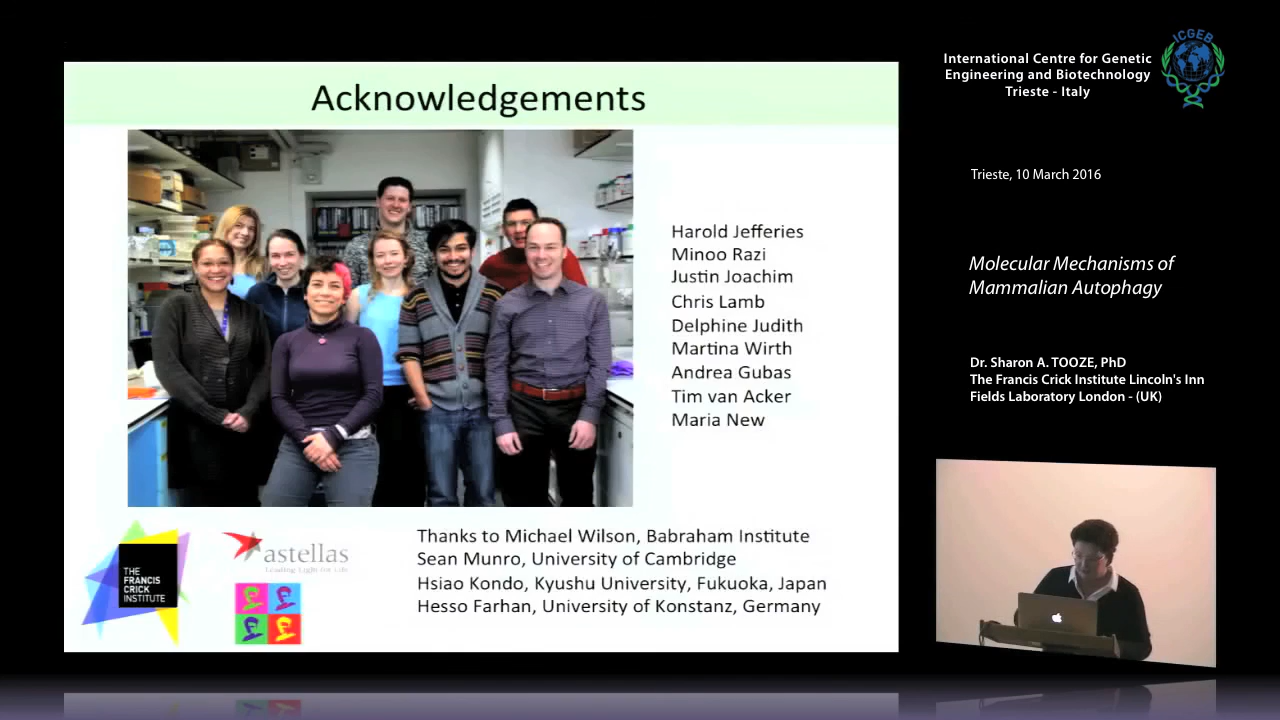 Acknowledgements
Harold Jefferies
Minoo Razi
Justin Joachim
Chris Lamb
Delphine Judith
Martina Wirth
Andrea Gubas
Tim van Acker
Maria New
THE
FRANCIS
CRICK
INSTITUTE
astellas
Leading Light for Life
Thanks to Michael Wilson, Babraham Institute
Sean Munro, University of Cambridge
Hsiao Kondo, Kyushu University, Fukuoka, Japan
Hesso Farhan, University of Konstanz, Germany
International Centre for Genetic
Engineering and Biotechnology
Trieste - Italy
ICGEB
Trieste, 10 March 2016
Molecular Mechanisms of
Mammalian Autophagy
Dr. Sharon A. TOOZE, PhD
The Francis Crick Institute Lincoln's Inn
Fields Laboratory London - (UK)